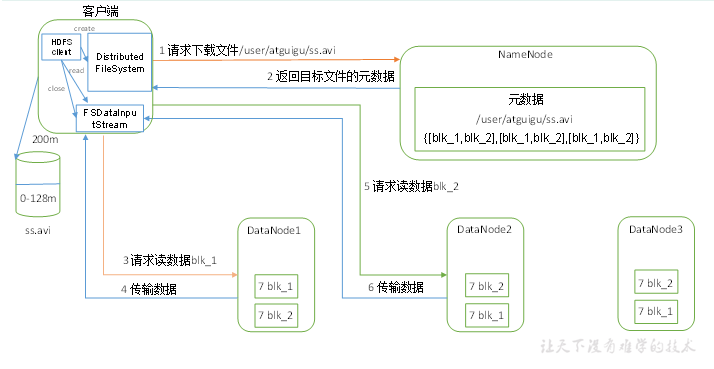 客户端
HDFS
client
create
Distributed
FileSystem
read
close
FSDataInpu
tStream
1 请求下载文件/user/atguigu/ss.avi
2 返回目标文件的元数据
NameNode
元数据
/user/atguigu/ss.avi
{[blk_1,blk_2],[blk_1,blk_2],[blk_1,blk_2]}
200m
0-128m
ss.avi
5 请求读数据blk_2
3 请求读数据blk_1
4 传输数据
6 传输数据
DataNode1
7 blk_1
7 blk_2
DataNode2
7 blk_2
7 blk_1
DataNode3
7 blk_2
7 blk_1
让天下没有难学的技术